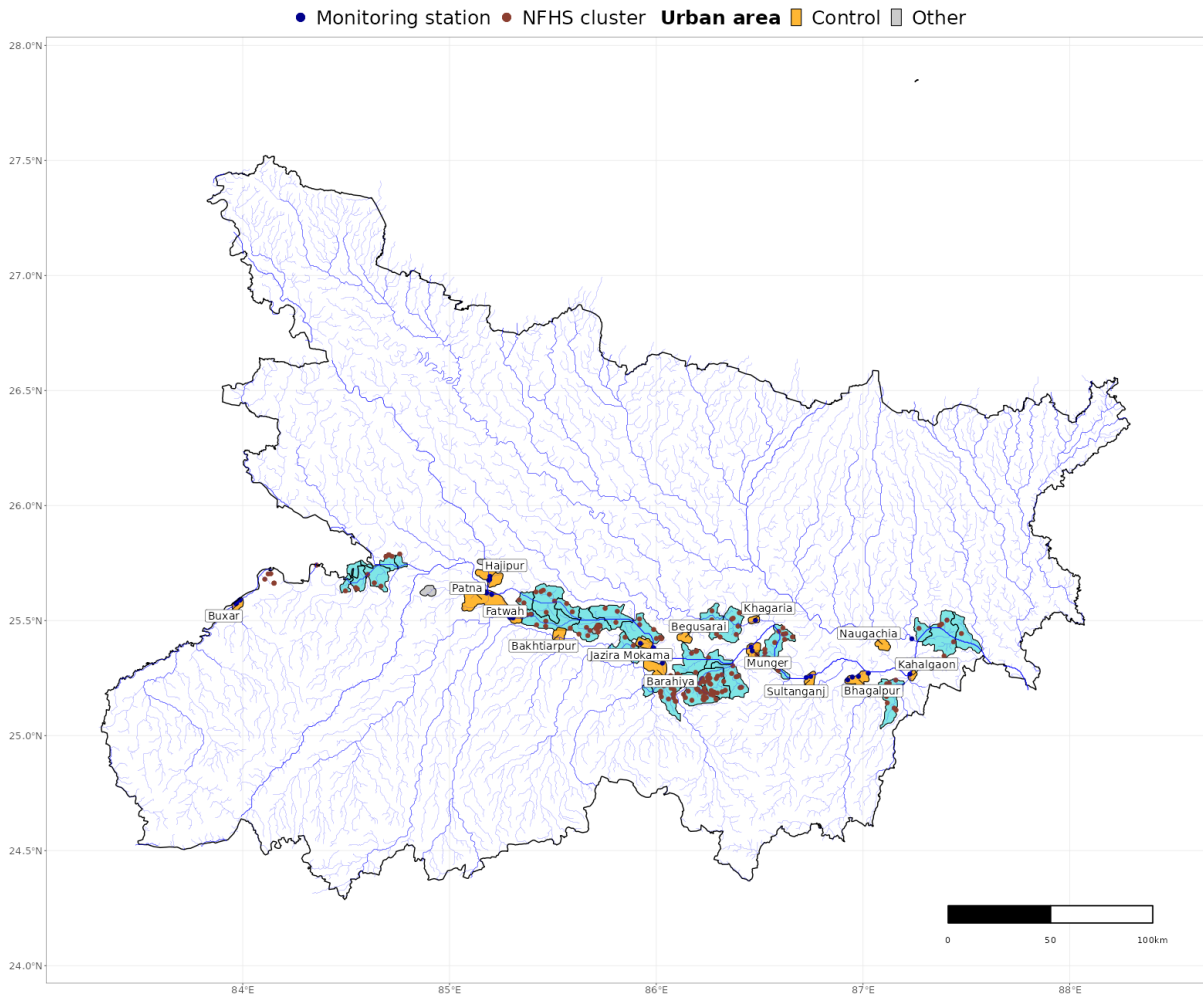 Monitoring station NFHS cluster Urban area Control Other
28.0°N
27.5°N
27.0°N
26.5°N
26.0°N
25.5°N
25.0°N
24.5°N
24.0°N
Hajipur
Patna
Fatwah
Buxar
Khagaria
Begusarai
Naugachia
Bakhtiarpur
Jazira Mokama
Munger
Kahalgaon
Barahiya
Sultanganj
Bhagalpur
0 50 100km
84°E 85°E 86°E 87°E 88°E